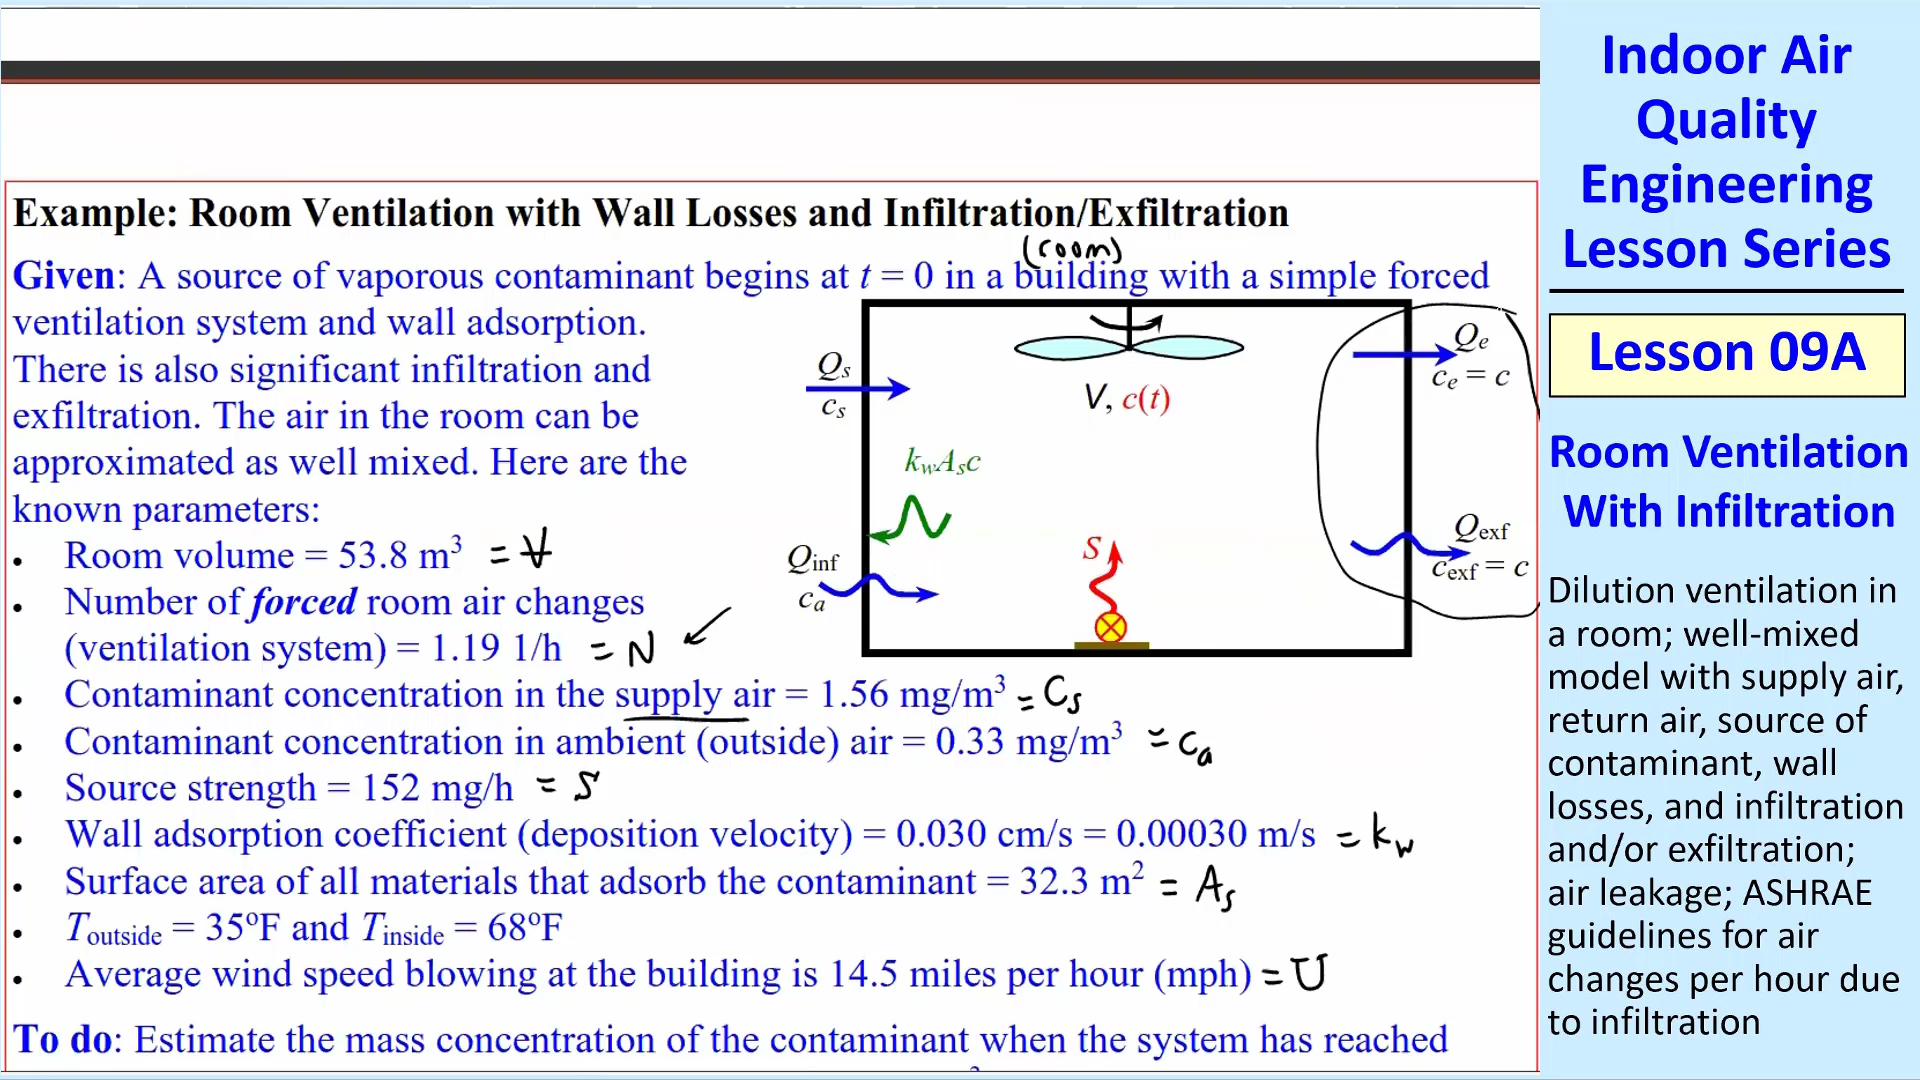 Example: Room Ventilation with Wall Losses and Infiltration/Exfiltration
(room)
Given: A source of vaporous contaminant begins at t = 0 in a building with a simple forced
ventilation system and wall adsorption.
There is also significant infiltration and
exfiltration. The air in the room can be
approximated as well mixed. Here are the
known parameters:
• Room volume = 53.8 m³ = V
• Number of forced room air changes
(ventilation system) = 1.19 1/h = N
• Contaminant concentration in the supply air = 1.56 mg/m³ = Cs
• Contaminant concentration in ambient (outside) air = 0.33 mg/m³ = Ca
• Source strength = 152 mg/h = S
• Wall adsorption coefficient (deposition velocity) = 0.030 cm/s = 0.00030 m/s = kw
• Surface area of all materials that adsorb the contaminant = 32.3 m² = As
• Toutside = 35ºF and Tinside = 68ºF
• Average wind speed blowing at the building is 14.5 miles per hour (mph) = U
To do: Estimate the mass concentration of the contaminant when the system has reached
Qs
cs
V, c(t)
kwAsc
Qinf
ca
S
Qe
ce = c
Qexf
cexf = c
Indoor Air
Quality
Engineering
Lesson Series
Lesson 09A
Room Ventilation
With Infiltration
Dilution ventilation in
a room; well-mixed
model with supply air,
return air, source of
contaminant, wall
losses, and infiltration
and/or exfiltration;
air leakage; ASHRAE
guidelines for air
changes per hour due
to infiltration